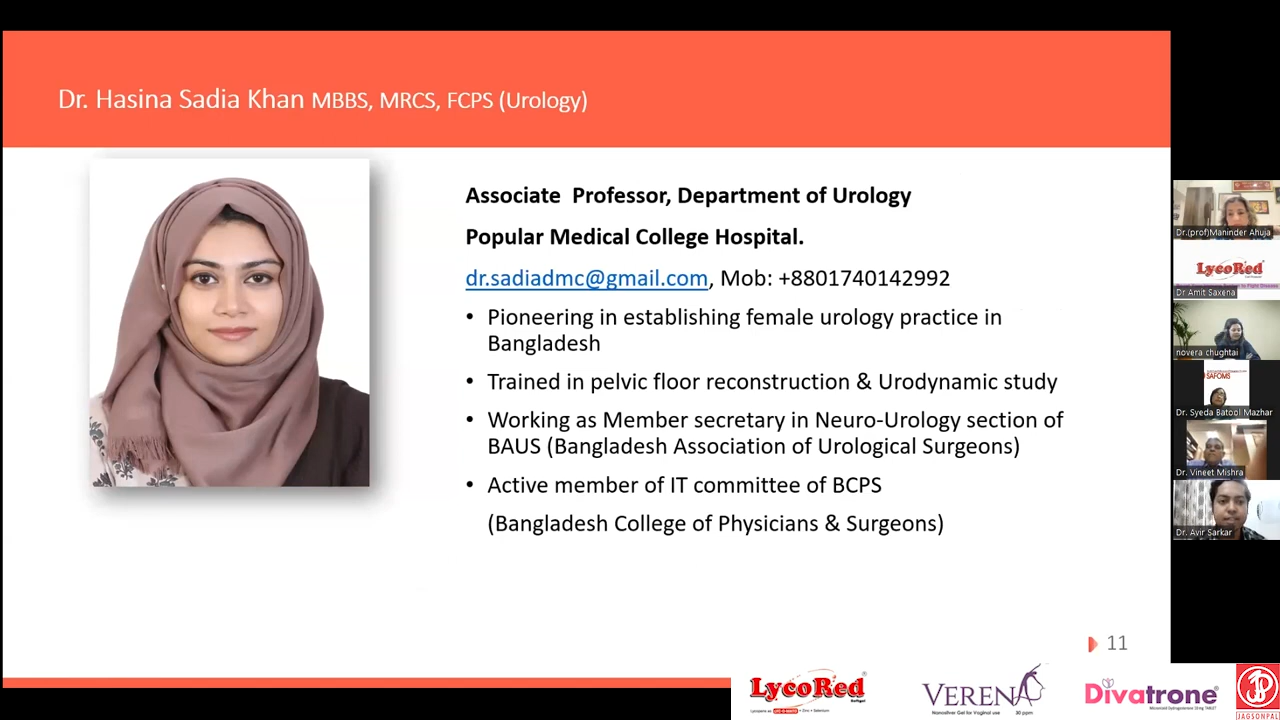 Dr. Hasina Sadia Khan MBBS, MRCS, FCPS (Urology)
Associate Professor, Department of Urology
Popular Medical College Hospital.
dr.sadiadmc@gmail.com, Mob: +8801740142992
• Pioneering in establishing female urology practice in
Bangladesh
• Trained in pelvic floor reconstruction & Urodynamic study
• Working as Member secretary in Neuro-Urology section of
BAUS (Bangladesh Association of Urological Surgeons)
• Active member of IT committee of BCPS
(Bangladesh College of Physicians & Surgeons)
11
Dr.(prof)Maninder Ahuja
LycoRed
Dr Amit Saxena
novera chughtai
SAFOMS
Dr. Syeda Batool Mazhar
Dr. Vineet Mishra
Dr. Avir Sarkar
LycoRed
VERENA
30 ppm
Divatrone
JAGSONPAL